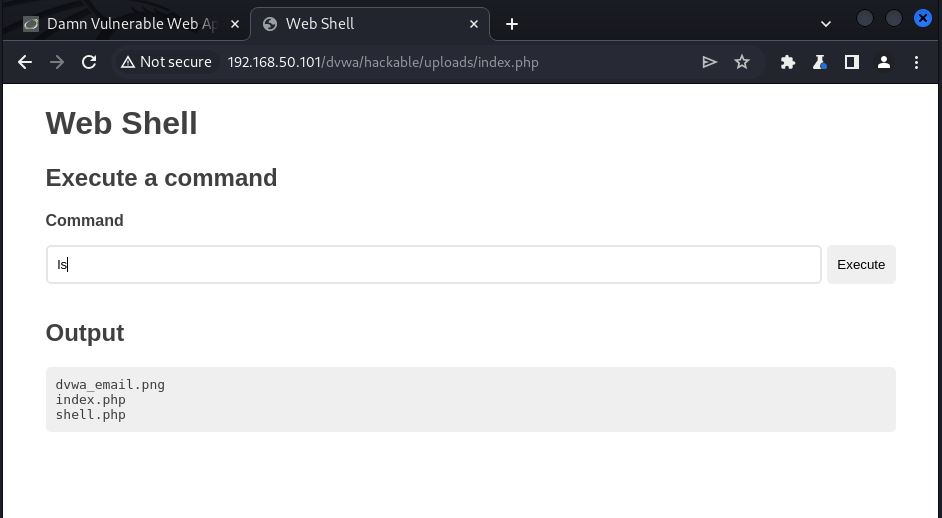 Damn Vulnerable Web Ap
Web Shell
Not secure 192.168.50.101/dvwa/hackable/uploads/index.php
Web Shell
Execute a command
Command
ls
Execute
Output
dvwa_email.png
index.php
shell.php